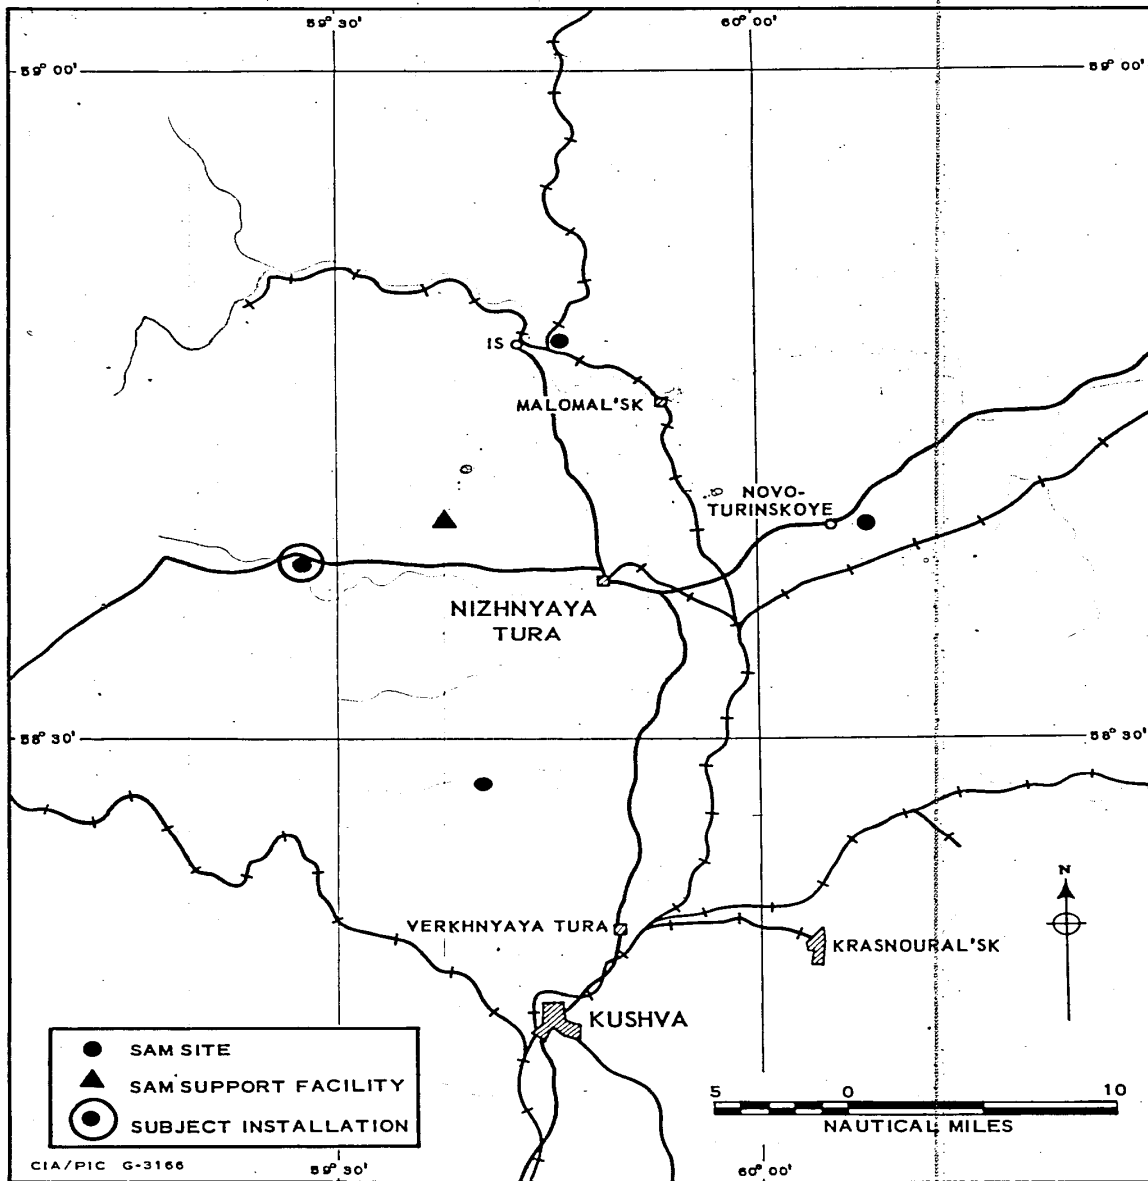 59° 30'
60° 00'
59° 00'
59° 00'
IS
MALOMAL'SK
NOVO-
TURINSKOYE
NIZHNYAYA
TURA
58° 30'
58° 30'
N
VERKHNYAYA TURA
KRASNOURAL'SK
KUSHVA
SAM SITE
SAM SUPPORT FACILITY
SUBJECT INSTALLATION
5 0 10
NAUTICAL MILES
CIA/PIC G-3166
59° 30'
60° 00'